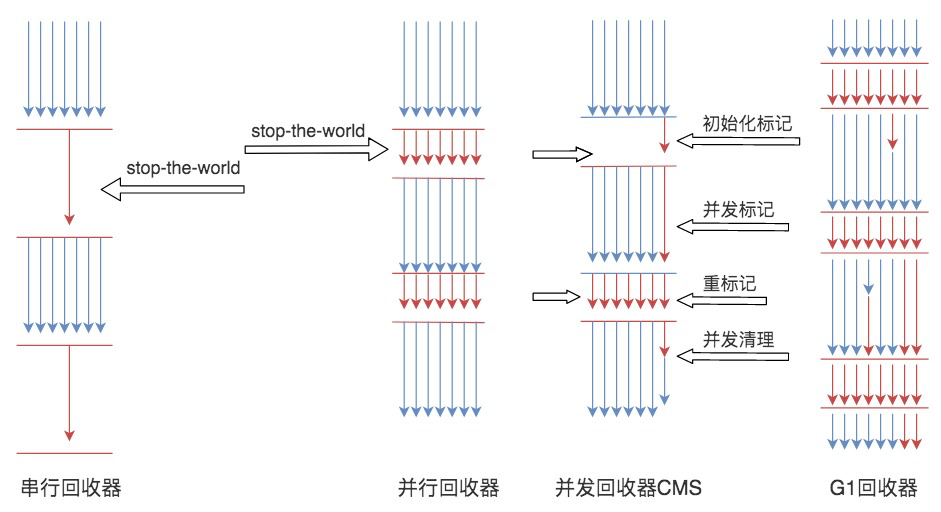 stop-the-world
stop-the-world
初始化标记
并发标记
重标记
并发清理
串行回收器
并行回收器
并发回收器CMS
G1回收器